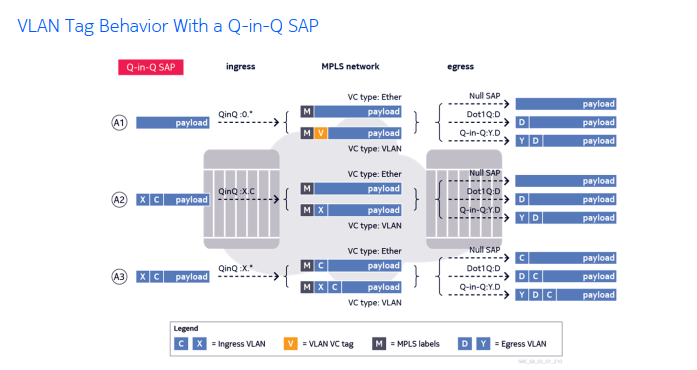 VLAN Tag Behavior With a Q-in-Q SAP
Q-in-Q SAP ingress MPLS network egress
VC type: Ether
Null SAP
payload
A1
payload
QinQ :0.*
M payload
Dot1Q:D
D payload
M V payload
Q-in-Q:Y.D
Y D payload
VC type: VLAN
VC type: Ether
Null SAP
payload
A2
X C payload
QinQ :X.C
M payload
Dot1Q:D
D payload
M X payload
Q-in-Q:Y.D
Y D payload
VC type: VLAN
VC type: Ether
Null SAP
C payload
A3
X C payload
QinQ :X.*
M C payload
Dot1Q:D
D C payload
M X C payload
Q-in-Q:Y.D
Y D C payload
VC type: VLAN
Legend
C X = Ingress VLAN V = VLAN VC tag M = MPLS labels D Y = Egress VLAN